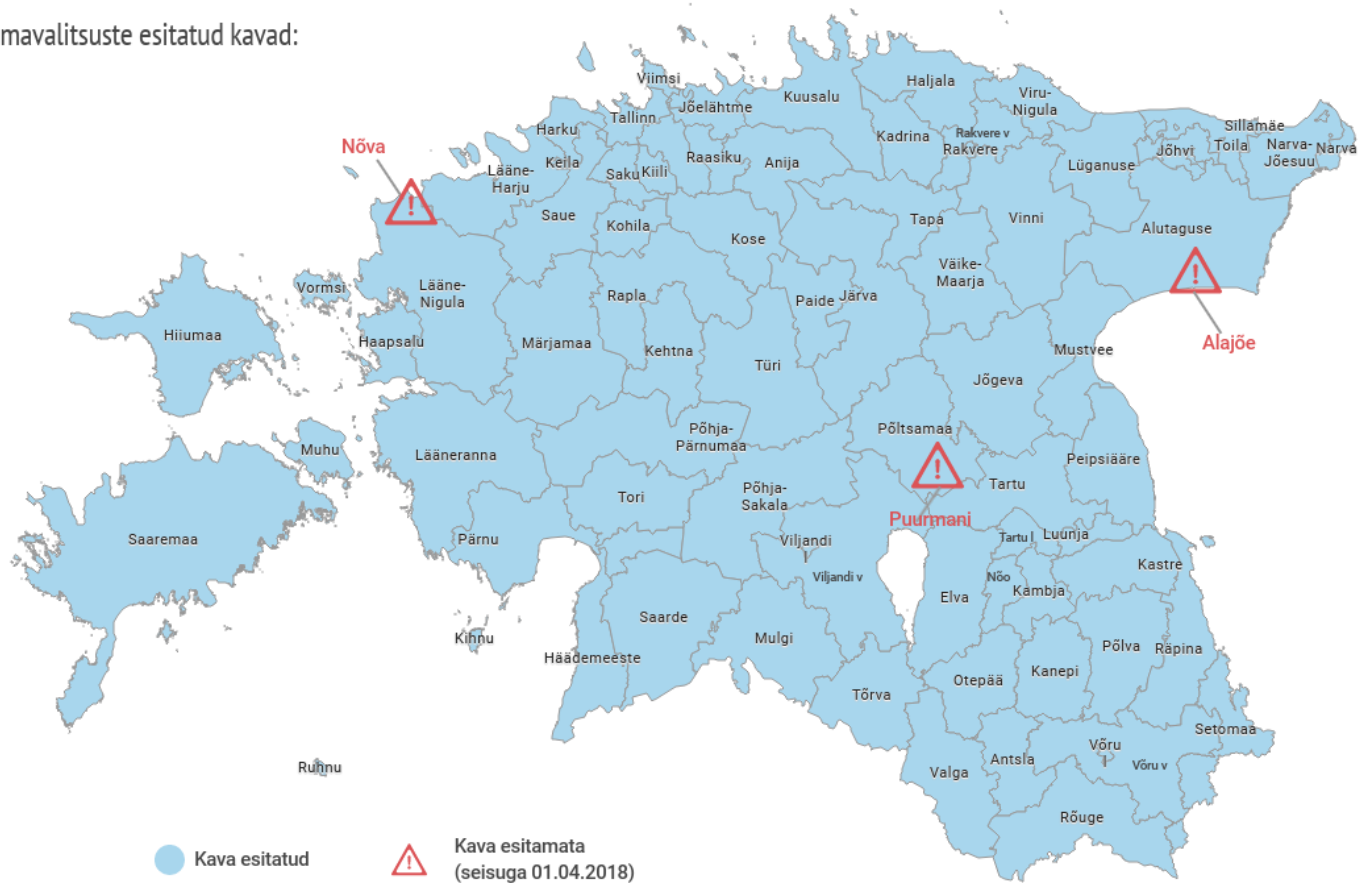 mavalitsuste esitatud kavad:
Viimsi
Haljala
Kuusalu
Viru-
Nigula
Jõelähtme
Tallinn
Harku
Kadrina
Rakvere v
Rakvere
Sillamäe
Nõva
Keila
Raasiku
Anija
Jõhvi
Toila
Narva-
Jõesuu
Narva
Lääne-
Harju
Saku
Kiili
Lüganuse
Saue
Kohila
Kose
Tapa
Vinni
Alutaguse
Väike-
Maarja
Vormsi
Lääne-
Nigula
Rapla
Paide
Järva
Hiiumaa
Haapsalu
Märjamaa
Kehtna
Türi
Mustvee
Alajõe
Jõgeva
Põhja-
Pärnumaa
Põltsamaa
Muhu
Lääneranna
Peipsiääre
Tori
Põhja-
Sakala
Tartu
Puurmani
Saaremaa
Pärnu
Viljandi
l
Viljandi v
Tartu l
Luunja
Kastre
Nõo
Kambja
Elva
Kihnu
Saarde
Mulgi
Häädemeeste
Põlva
Räpina
Otepää
Kanepi
Tõrva
Setomaa
Ruhnu
Valga
Antsla
Võru
l
Võru v
Rõuge
Kava esitatud
Kava esitamata
(seisuga 01.04.2018)